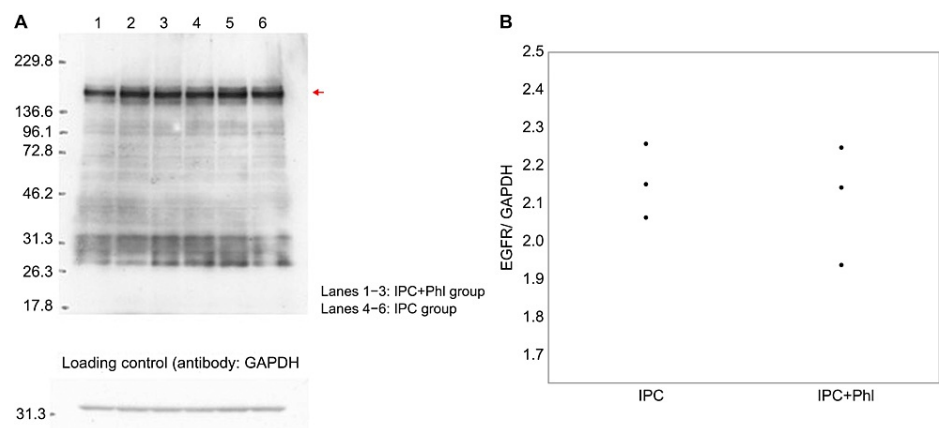 A
1 2 3 4 5 6
229.8
136.6
96.1
72.8
46.2
31.3
26.3
17.8
Lanes 1–3: IPC+Phl group
Lanes 4–6: IPC group
Loading control (antibody: GAPDH
31.3
B
2.5
2.4
2.3
2.2
2.1
2.0
1.9
1.8
1.7
EGFR/ GAPDH
IPC IPC+Phl